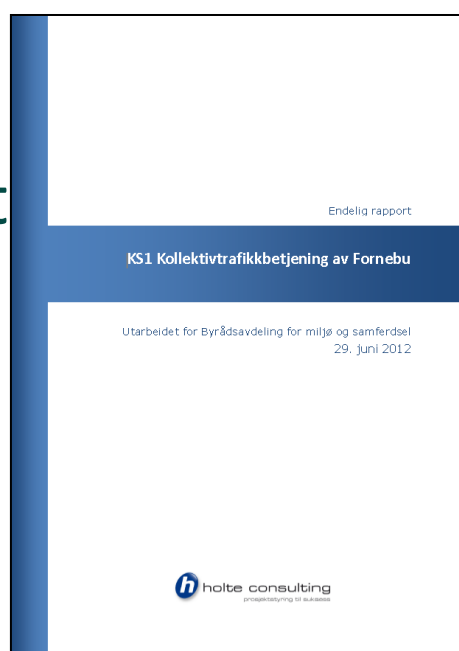 Endelig rapport
KS1 Kollektivtrafikkbetjening av Fornebu
Utarbeidet for Byrådsavdeling for miljø og samferdsel
29. juni 2012
h holte consulting
prosjektstyring til suksess